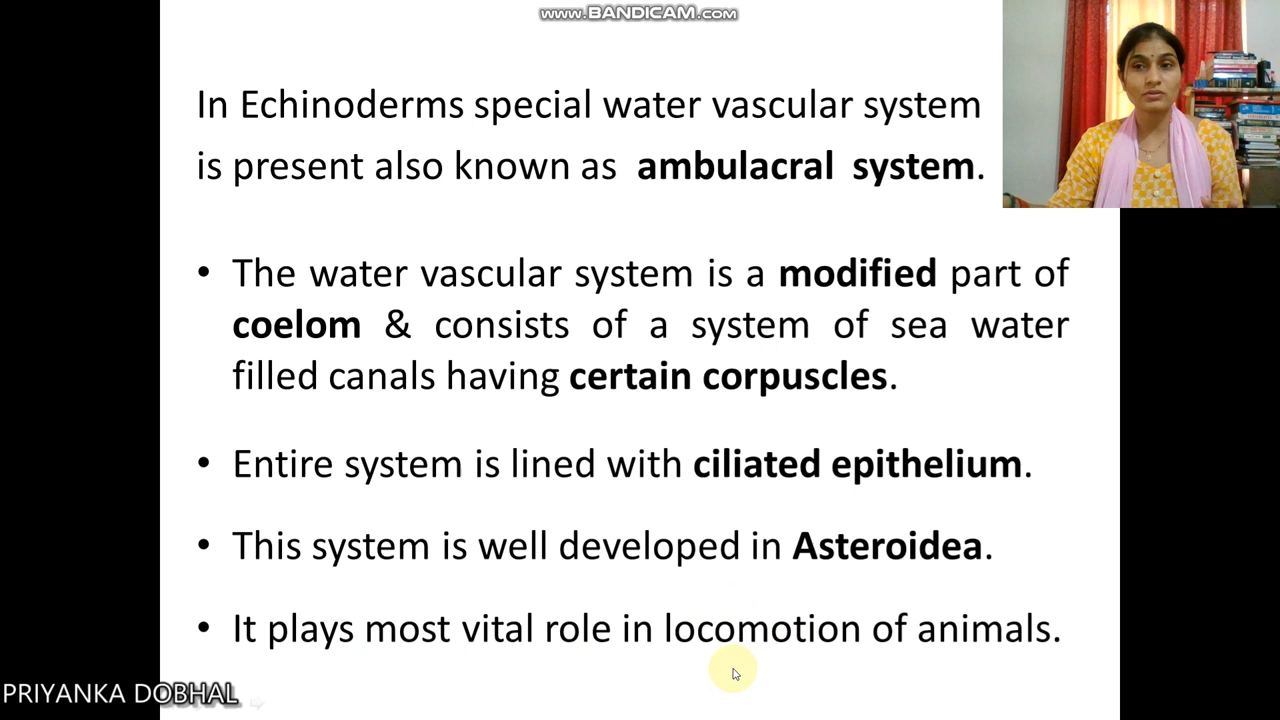 www.BANDICAM.com
In Echinoderms special water vascular system
is present also known as ambulacral system.
• The water vascular system is a modified part of
coelom & consists of a system of sea water
filled canals having certain corpuscles.
• Entire system is lined with ciliated epithelium.
• This system is well developed in Asteroidea.
• It plays most vital role in locomotion of animals.
PRIYANKA DOBHAL